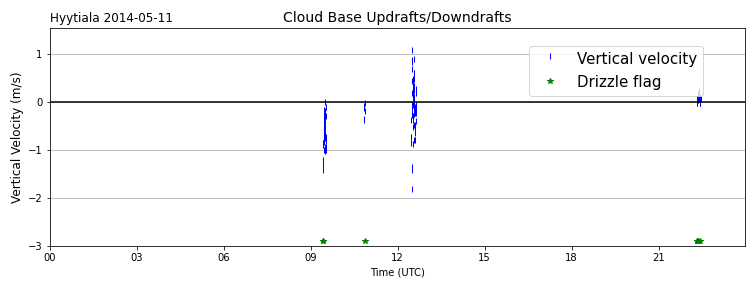 Hyytiala 2014-05-11
Cloud Base Updrafts/Downdrafts
Vertical Velocity (m/s)
1
0
−1
−2
−3
Vertical velocity
Drizzle flag
00 03 06 09 12 15 18 21
Time (UTC)